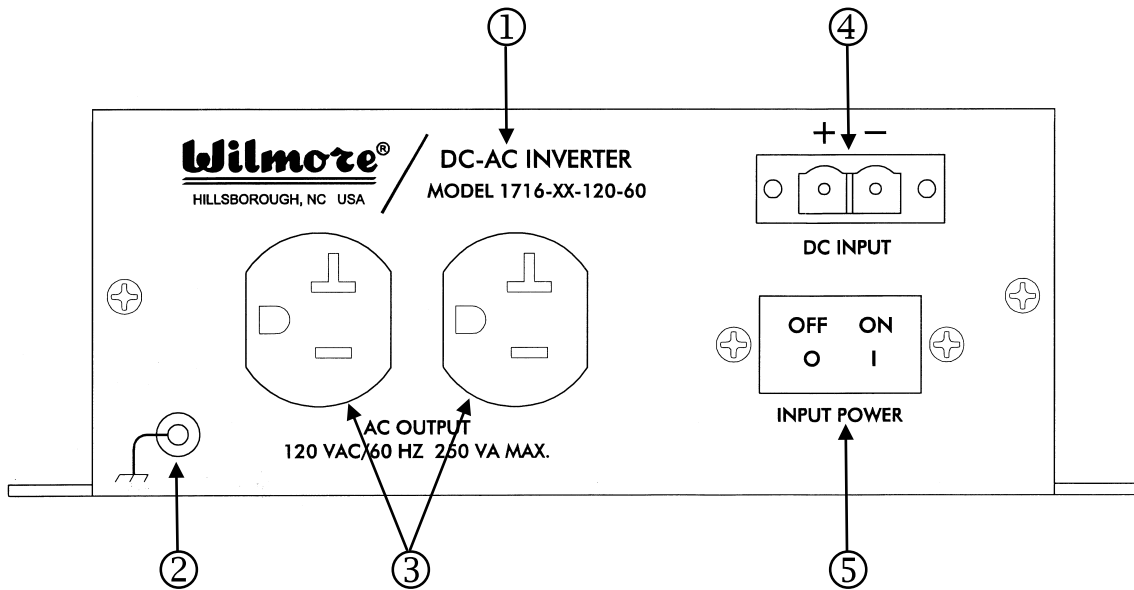 ①
④
Wilmore®
HILLSBOROUGH, NC USA
DC-AC INVERTER
MODEL 1716-XX-120-60
+ −
DC INPUT
OFF ON
O I
INPUT POWER
AC OUTPUT
120 VAC/60 HZ 250 VA MAX.
②
③
⑤